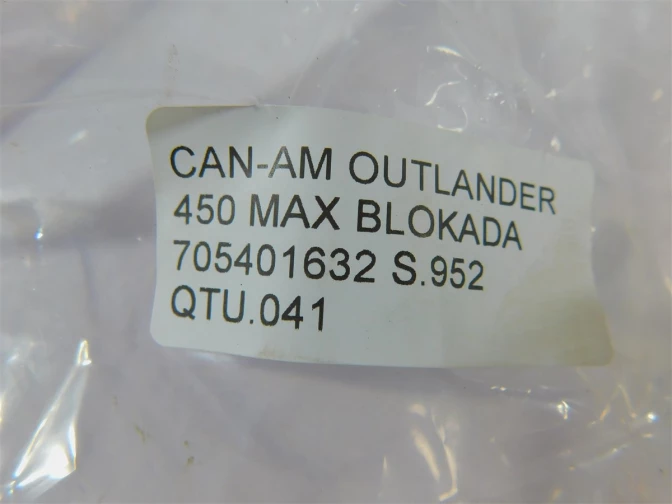 CAN-AM OUTLANDER
450 MAX BLOKADA
705401632 S.952
QTU.041